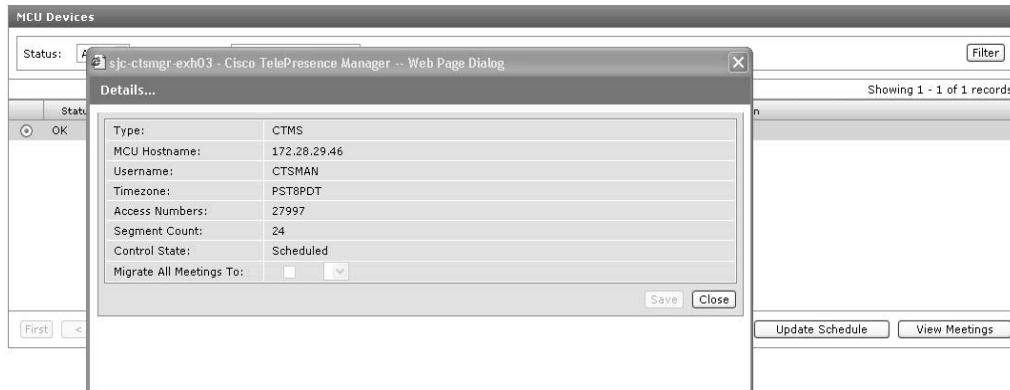 MCU Devices
Status:
Filter
sjc-ctsmgr-exh03 - Cisco TelePresence Manager -- Web Page Dialog
Details...
Showing 1 - 1 of 1 records
OK
Type: CTMS
MCU Hostname: 172.28.29.46
Username: CTSMAN
Timezone: PST8PDT
Access Numbers: 27997
Segment Count: 24
Control State: Scheduled
Migrate All Meetings To:
Save Close
First < Update Schedule View Meetings